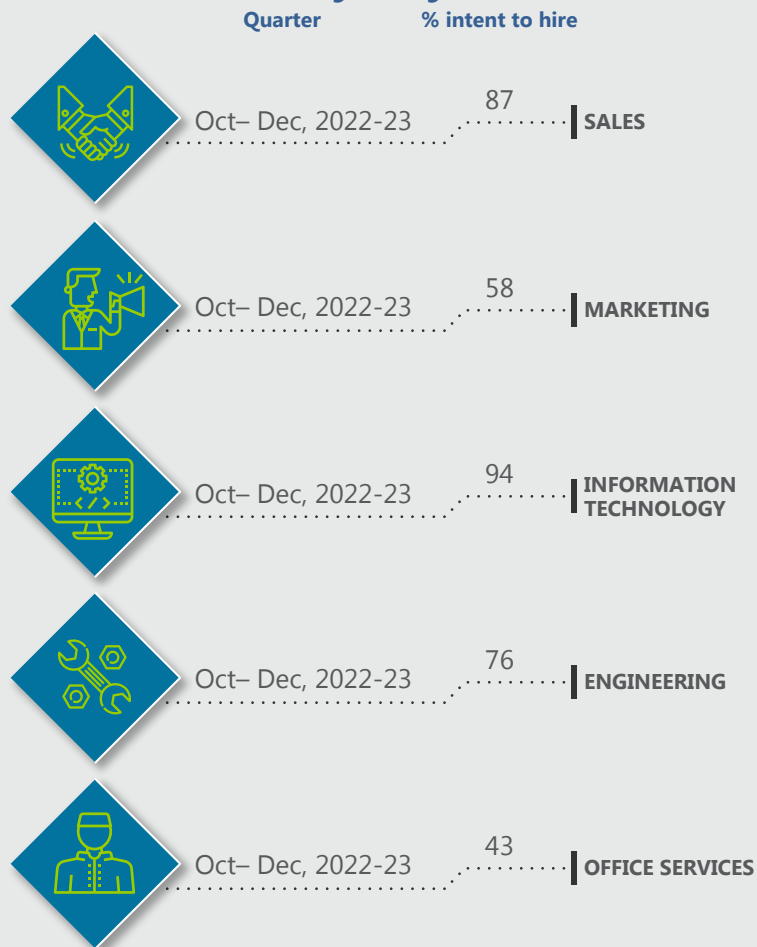 Quarter % intent to hire
Oct– Dec, 2022-23 87 SALES
Oct– Dec, 2022-23 58 MARKETING
Oct– Dec, 2022-23 94 INFORMATION
TECHNOLOGY
Oct– Dec, 2022-23 76 ENGINEERING
Oct– Dec, 2022-23 43 OFFICE SERVICES